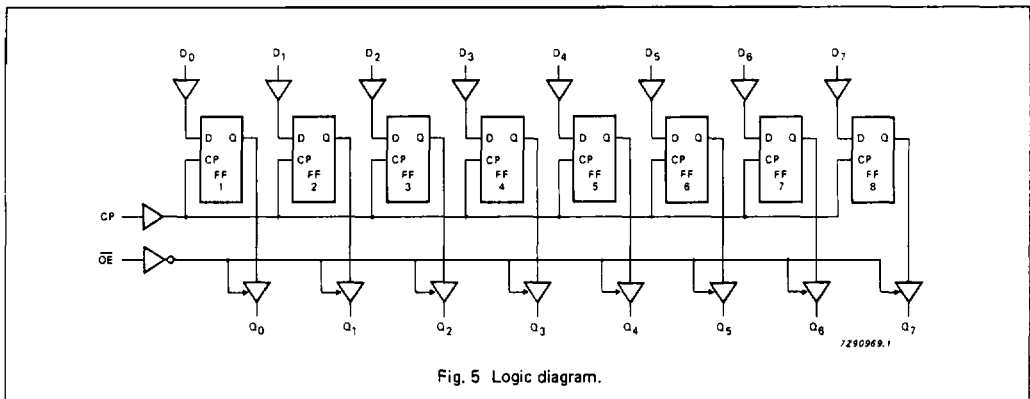 D0 D1 D2 D3 D4 D5 D6 D7
D Q D Q D Q D Q D Q D Q D Q D Q
CP CP CP CP CP CP CP CP
FF FF FF FF FF FF FF FF
1 2 3 4 5 6 7 8
CP
OE
Q0 Q1 Q2 Q3 Q4 Q5 Q6 Q7
7Z90969.1
Fig. 5 Logic diagram.